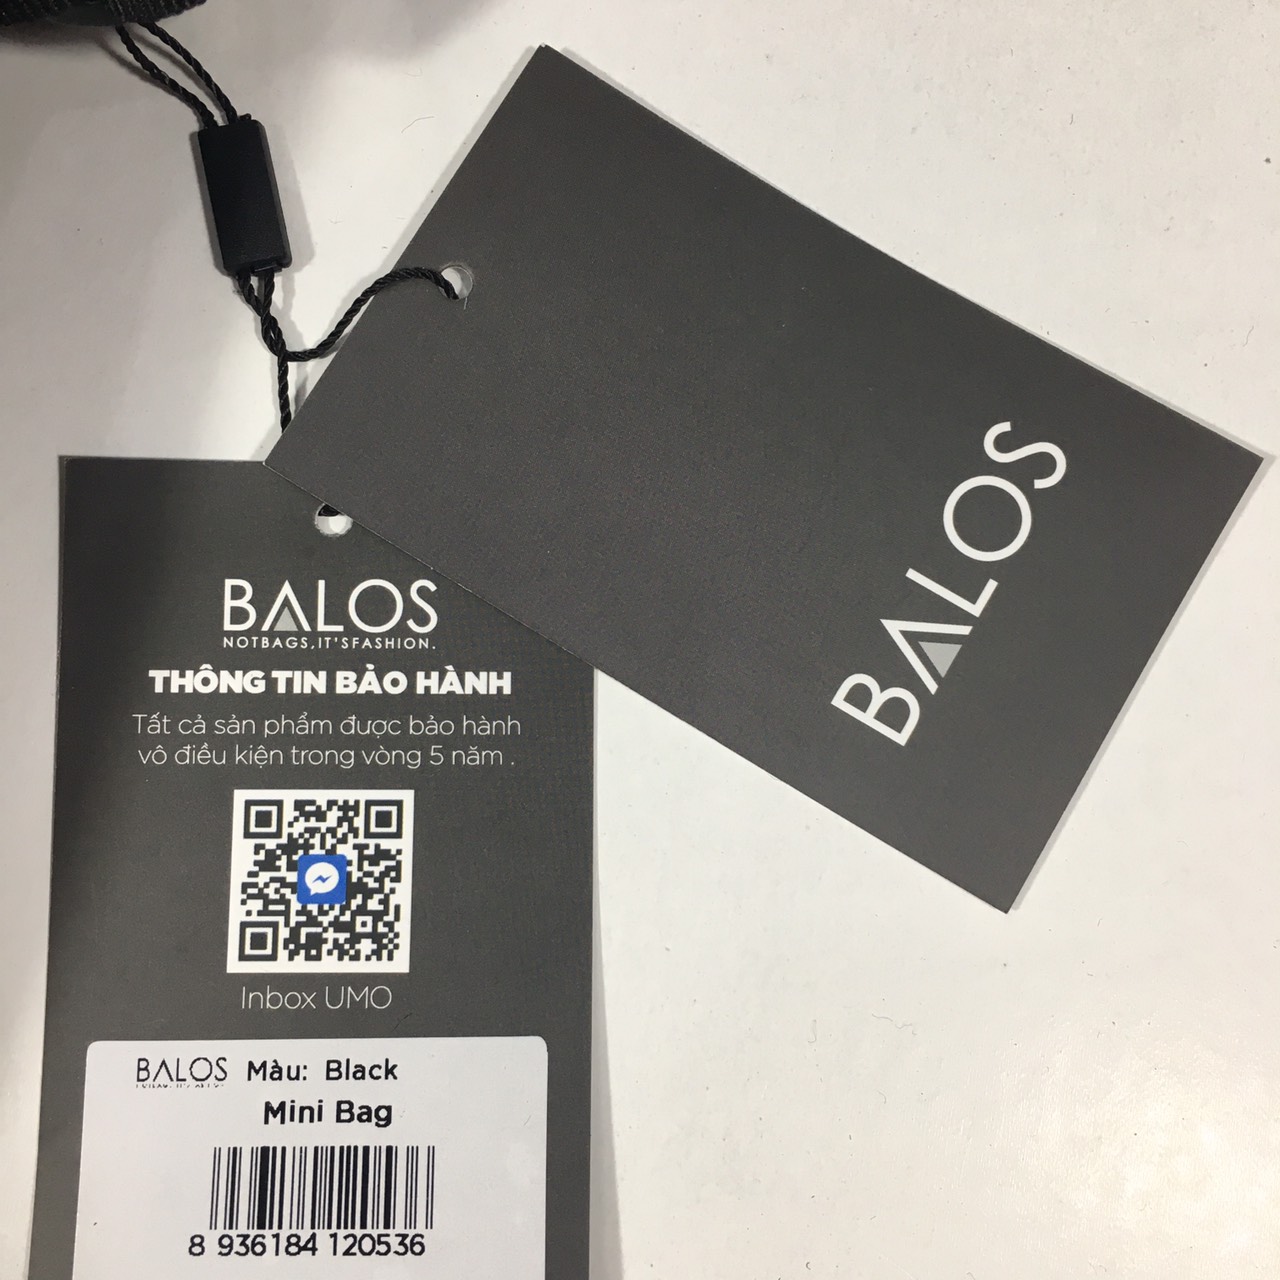 BALOS
BALOS
NOTBAGS,IT'SFASHION.
THÔNG TIN BẢO HÀNH
Tất cả sản phẩm được bảo hành
vô điều kiện trong vòng 5 năm .
Inbox UMO
BALOS Màu: Black
Mini Bag
8 936184 120536